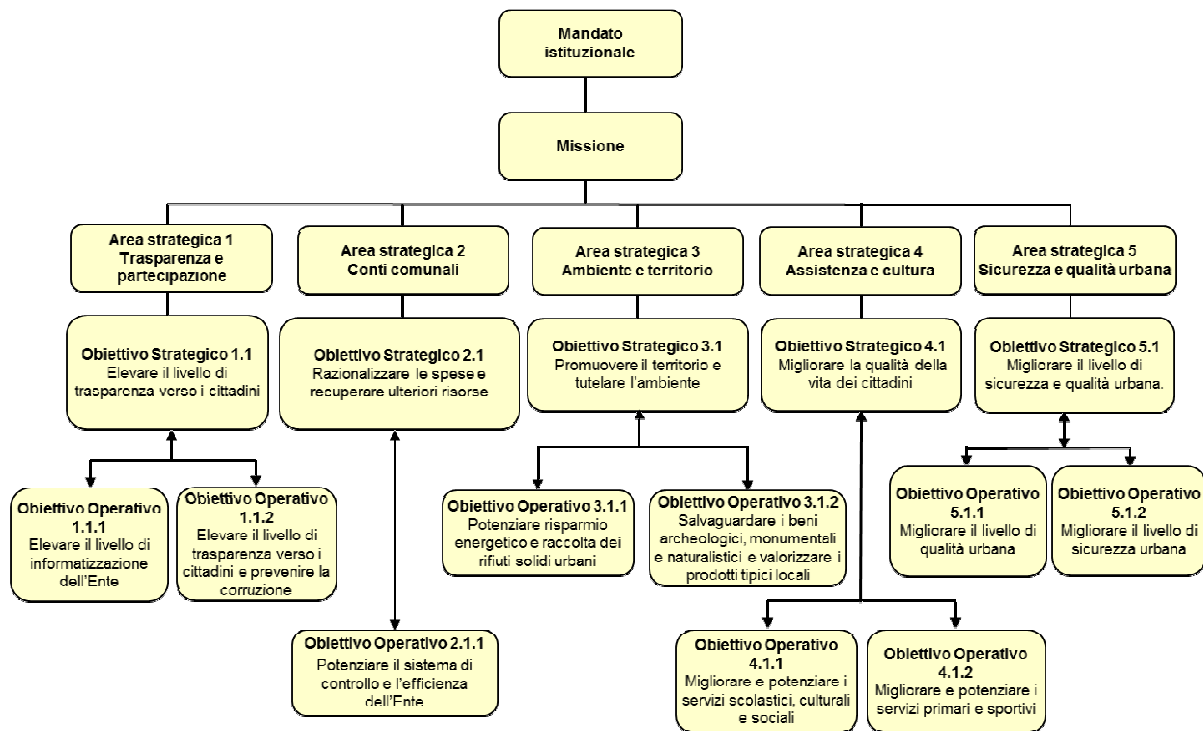 Mandato
istituzionale
Missione
Area strategica 1
Trasparenza e
partecipazione
Area strategica 2
Conti comunali
Area strategica 3
Ambiente e territorio
Area strategica 4
Assistenza e cultura
Area strategica 5
Sicurezza e qualità urbana
Obiettivo Strategico 1.1
Elevare il livello di
trasparenza verso i cittadini
Obiettivo Strategico 2.1
Razionalizzare le spese e
recuperare ulteriori risorse
Obiettivo Strategico 3.1
Promuovere il territorio e
tutelare l'ambiente
Obiettivo Strategico 4.1
Migliorare la qualità della
vita dei cittadini
Obiettivo Strategico 5.1
Migliorare il livello di
sicurezza e qualità urbana.
Obiettivo Operativo
1.1.1
Elevare il livello di
informatizzazione
dell'Ente
Obiettivo Operativo
1.1.2
Elevare il livello di
trasparenza verso i
cittadini e prevenire la
corruzione
Obiettivo Operativo 3.1.1
Potenziare risparmio
energetico e raccolta dei
rifiuti solidi urbani
Obiettivo Operativo 3.1.2
Salvaguardare i beni
archeologici, monumentali
e naturalistici e valorizzare i
prodotti tipici locali
Obiettivo Operativo
5.1.1
Migliorare il livello di
qualità urbana
Obiettivo Operativo
5.1.2
Migliorare il livello di
sicurezza urbana
Obiettivo Operativo 2.1.1
Potenziare il sistema di
controllo e l'efficienza
dell'Ente
Obiettivo Operativo
4.1.1
Migliorare e potenziare i
servizi scolastici, culturali
e sociali
Obiettivo Operativo
4.1.2
Migliorare e potenziare i
servizi primari e sportivi